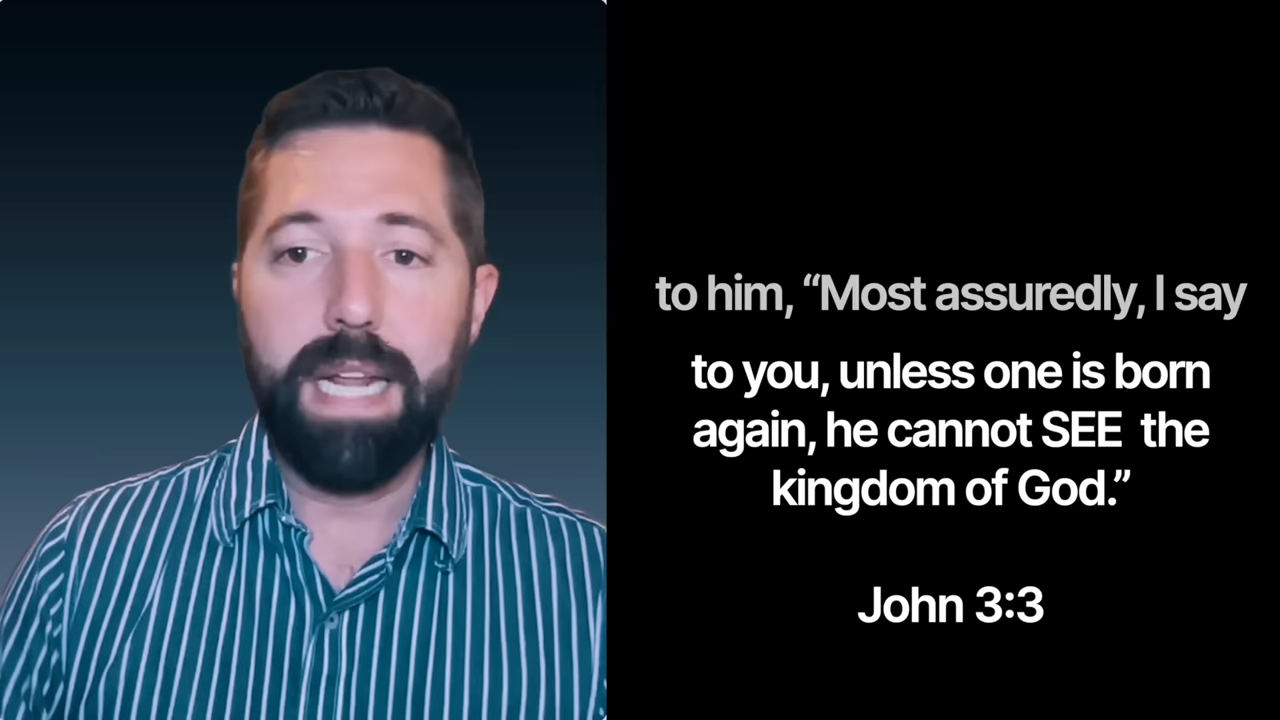 to him, “Most assuredly, I say
to you, unless one is born
again, he cannot SEE the
kingdom of God.”
John 3:3